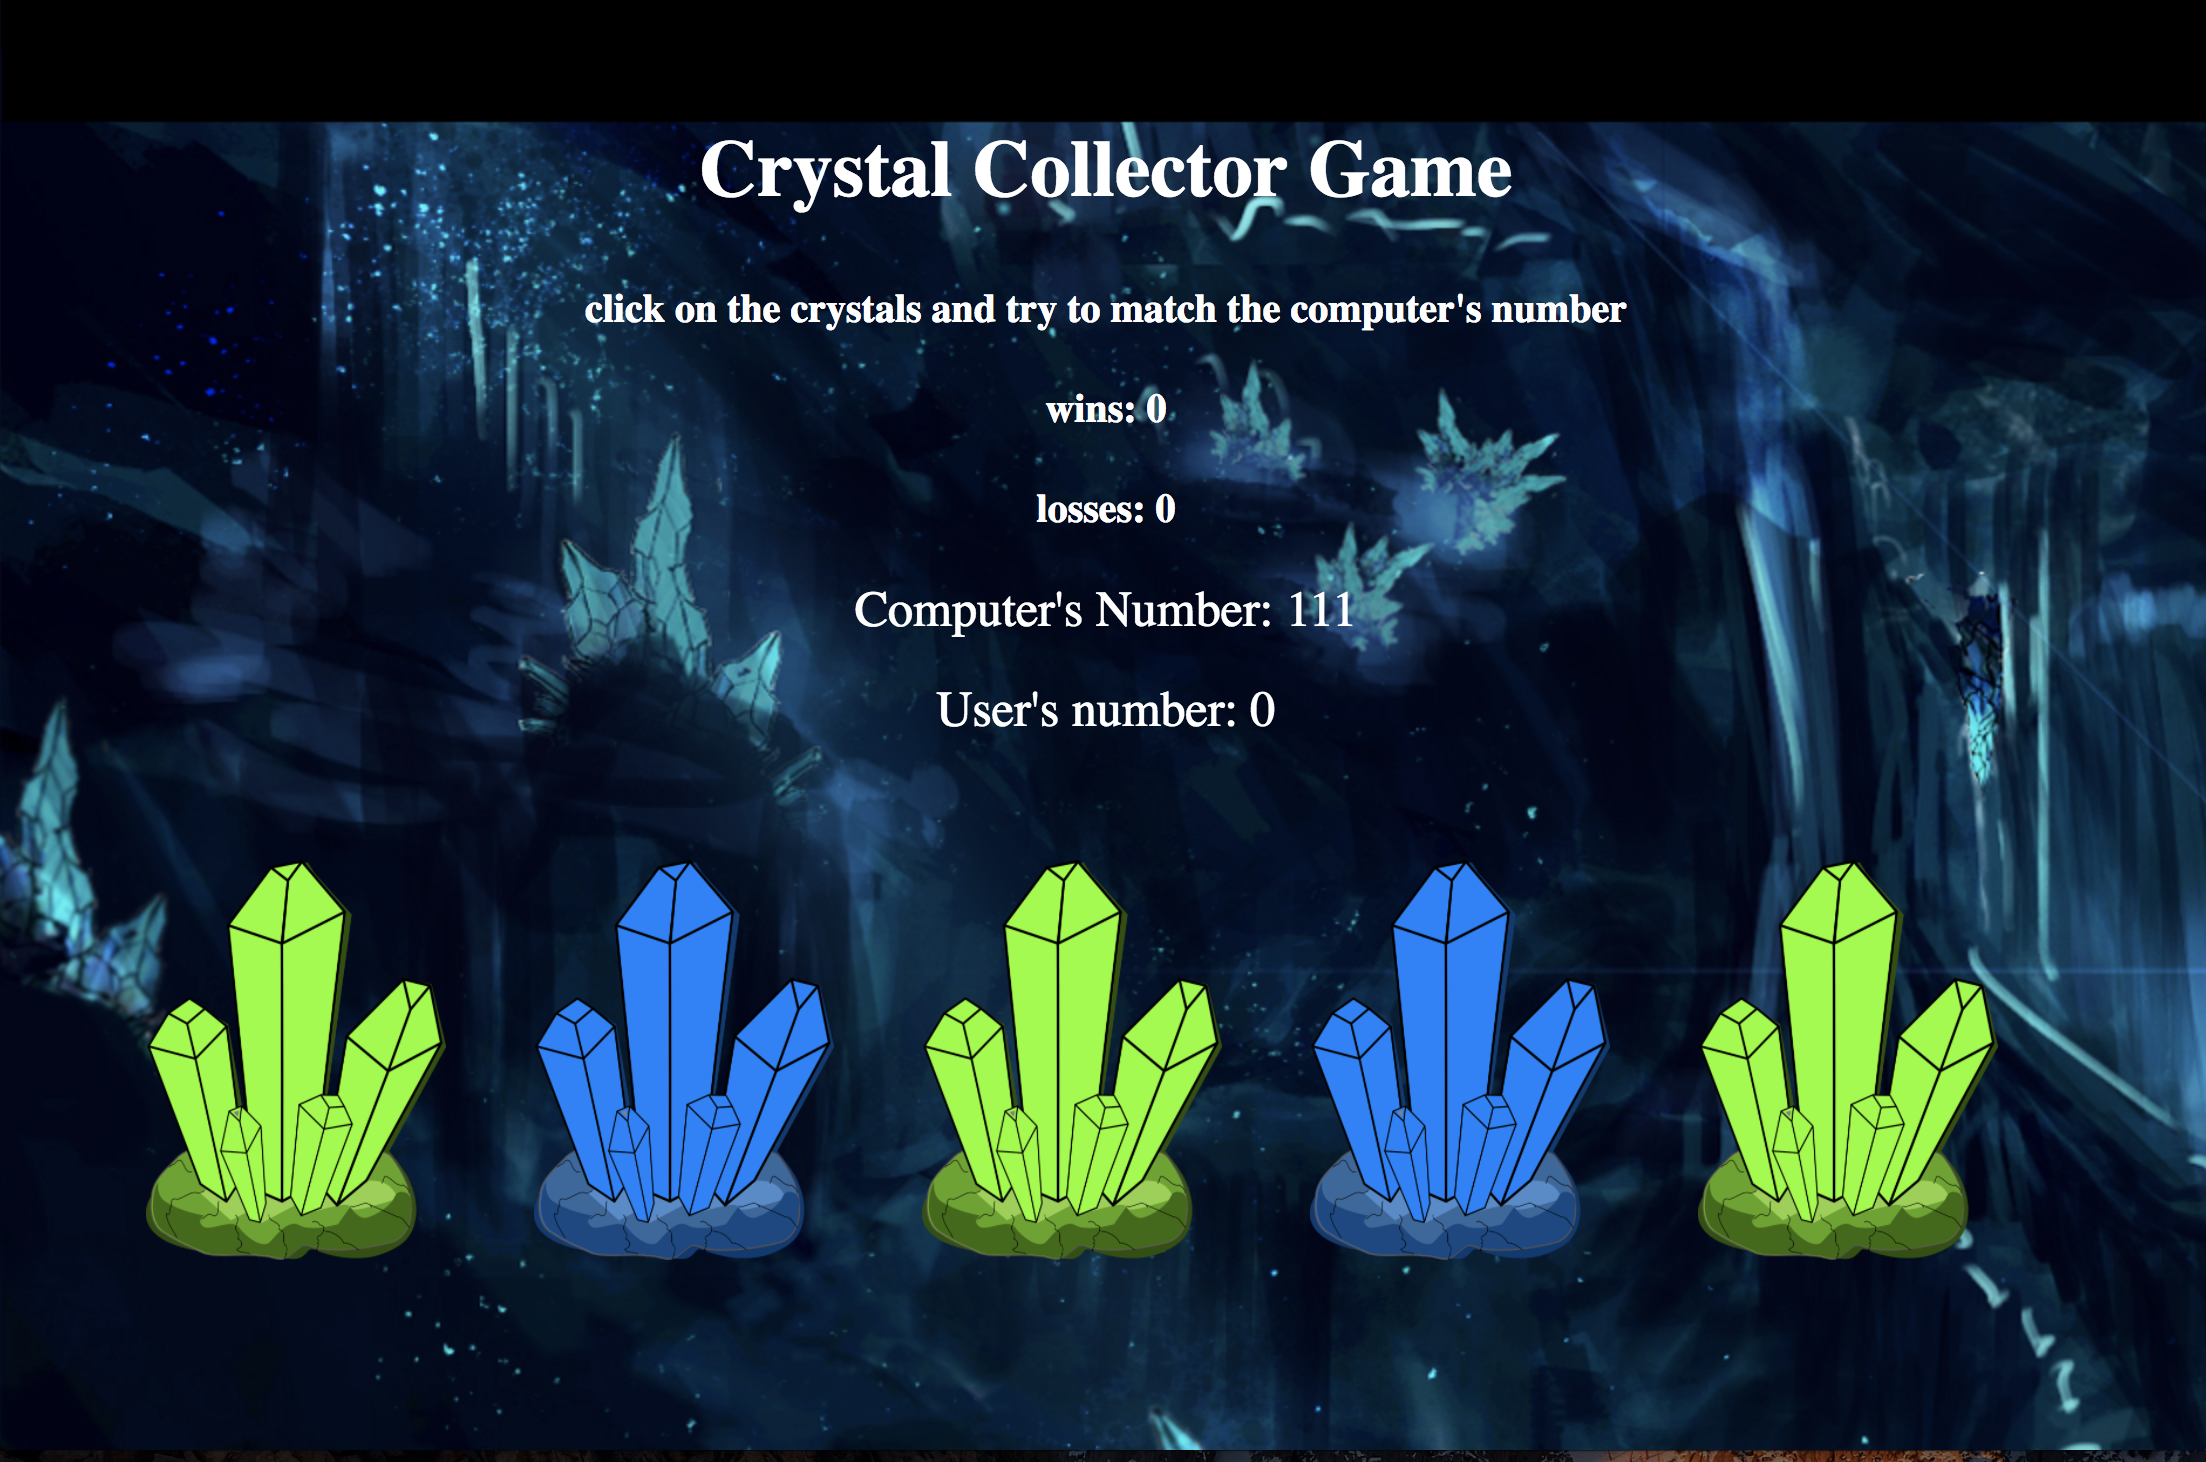 Crystal Collector Game
click on the crystals and try to match the computer's number
wins: 0
losses: 0
Computer's Number: 111
User's number: 0